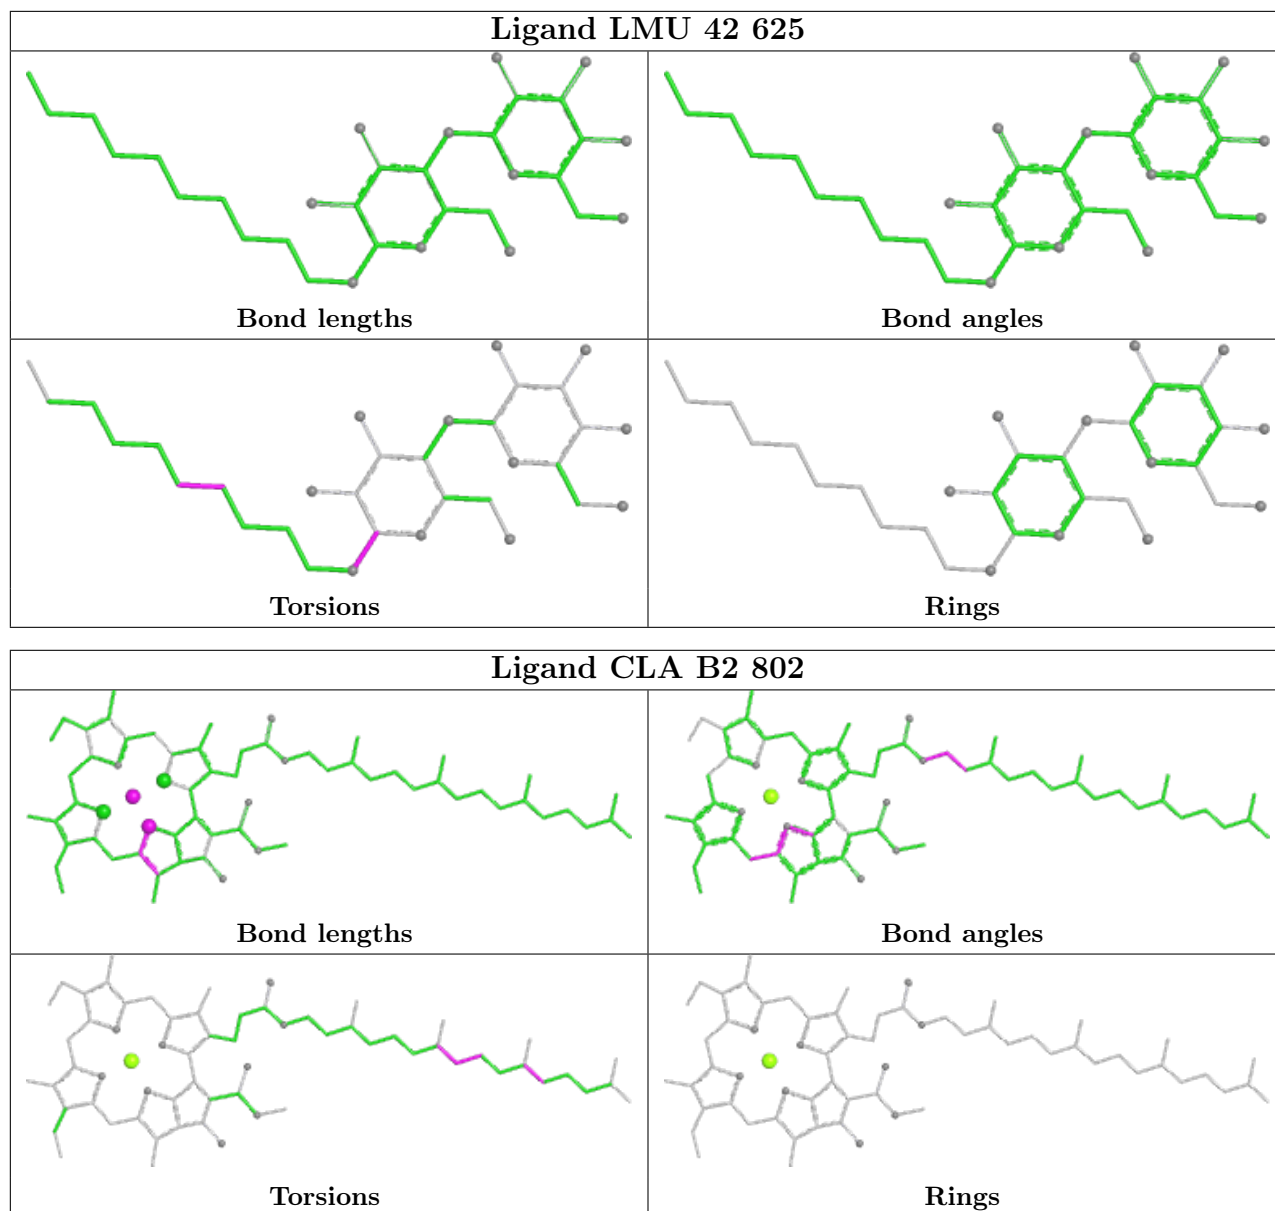 Ligand LMU 42 625
Bond lengths
Bond angles
Torsions
Rings
Ligand CLA B2 802
Bond lengths
Bond angles
Torsions
Rings